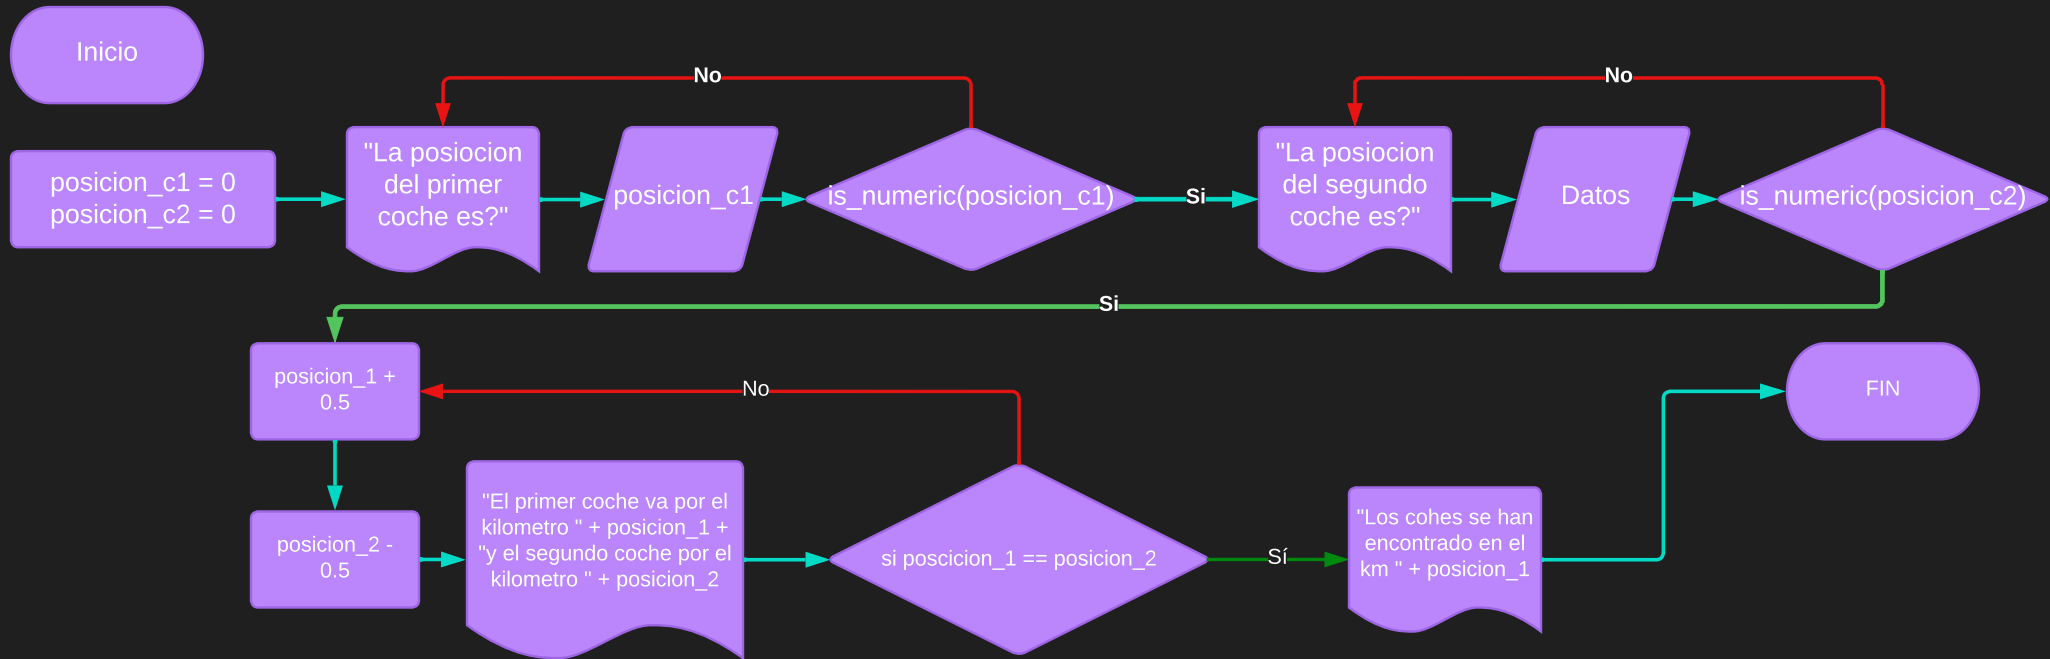 Inicio
No
No
posicion_c1 = 0
posicion_c2 = 0
"La posiocion
del primer
coche es?"
posicion_c1
is_numeric(posicion_c1)
Si
"La posiocion
del segundo
coche es?"
Datos
is_numeric(posicion_c2)
Si
posicion_1 +
0.5
No
FIN
posicion_2 -
0.5
"El primer coche va por el
kilometro " + posicion_1 +
"y el segundo coche por el
kilometro " + posicion_2
si poscicion_1 == posicion_2
Sí
"Los cohes se han
encontrado en el
km " + posicion_1